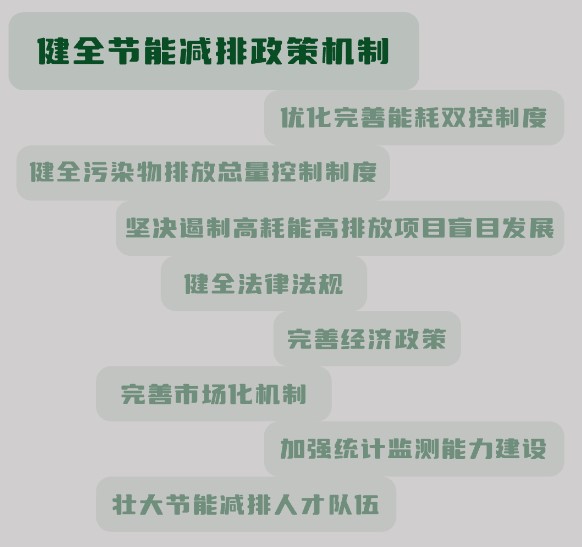 健全节能减排政策机制
优化完善能耗双控制度
健全污染物排放总量控制制度
坚决遏制高耗能高排放项目盲目发展
健全法律法规
完善经济政策
完善市场化机制
加强统计监测能力建设
壮大节能减排人才队伍